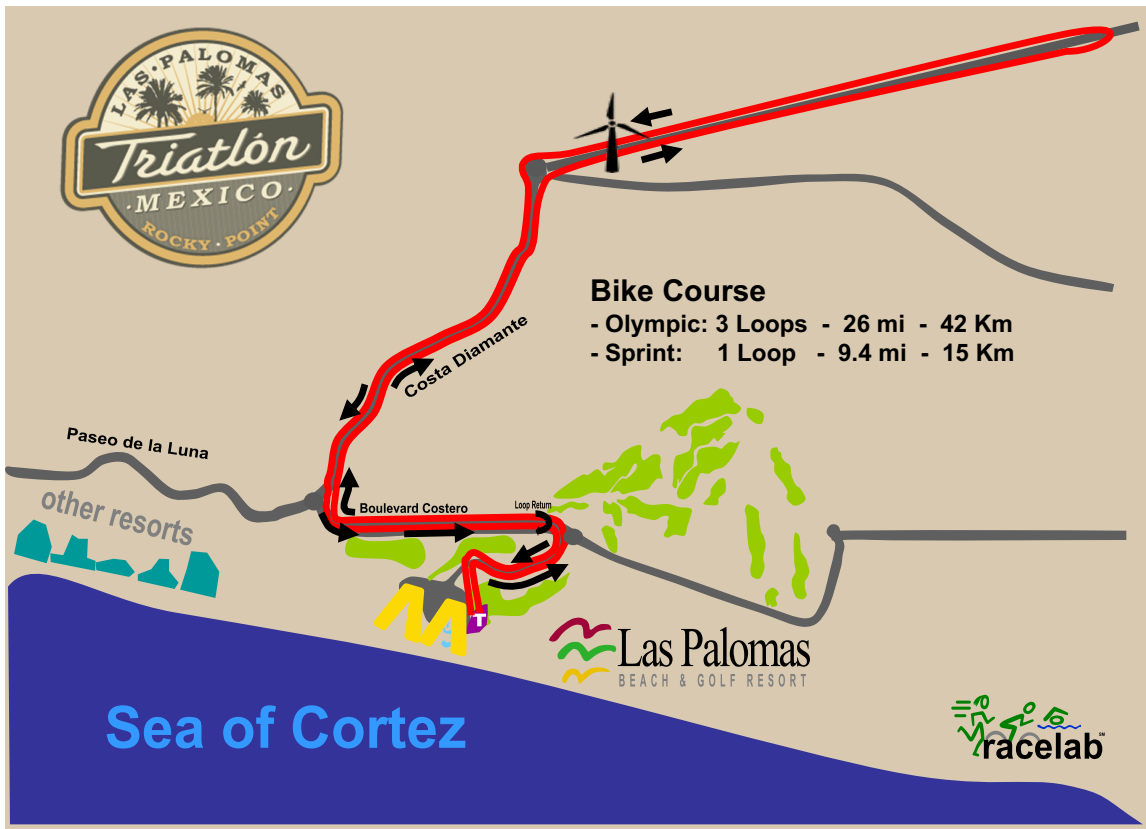 LAS·PALOMAS
Triatlón
·MEXICO·
ROCKY·POINT
Bike Course
- Olympic: 3 Loops - 26 mi - 42 Km
- Sprint: 1 Loop - 9.4 mi - 15 Km
Costa Diamante
Paseo de la Luna
other resorts
Boulevard Costero
Loop Return
T
Las Palomas
BEACH & GOLF RESORT
Sea of Cortez
racelab
SM